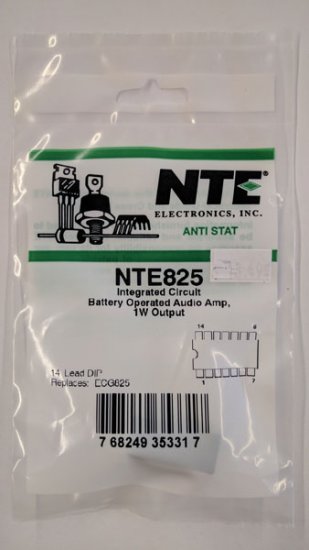 NTE
ELECTRONICS, INC.
ANTI STAT
NTE825
Integrated Circuit
Battery Operated Audio Amp,
1W Output
14 8
1 7
14 Lead DIP
Replaces: ECG825
7 68249 35331 7